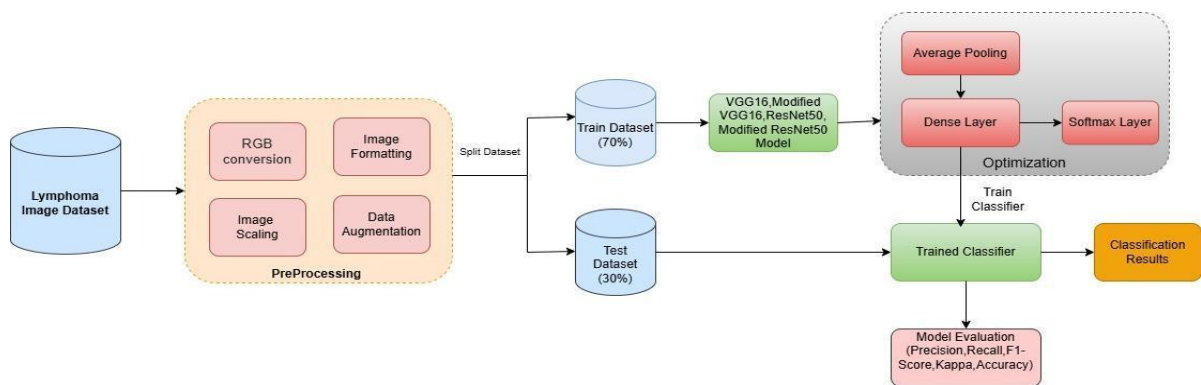 Lymphoma
Image Dataset
RGB
conversion
Image
Formatting
Image
Scaling
Data
Augmentation
PreProcessing
Split Dataset
Train Dataset
(70%)
Test
Dataset
(30%)
VGG16,Modified
VGG16,ResNet50,
Modified ResNet50
Model
Average Pooling
Dense Layer
Softmax Layer
Optimization
Train
Classifier
Trained Classifier
Classification
Results
Model Evaluation
(Precision,Recall,F1-
Score,Kappa,Accuracy)